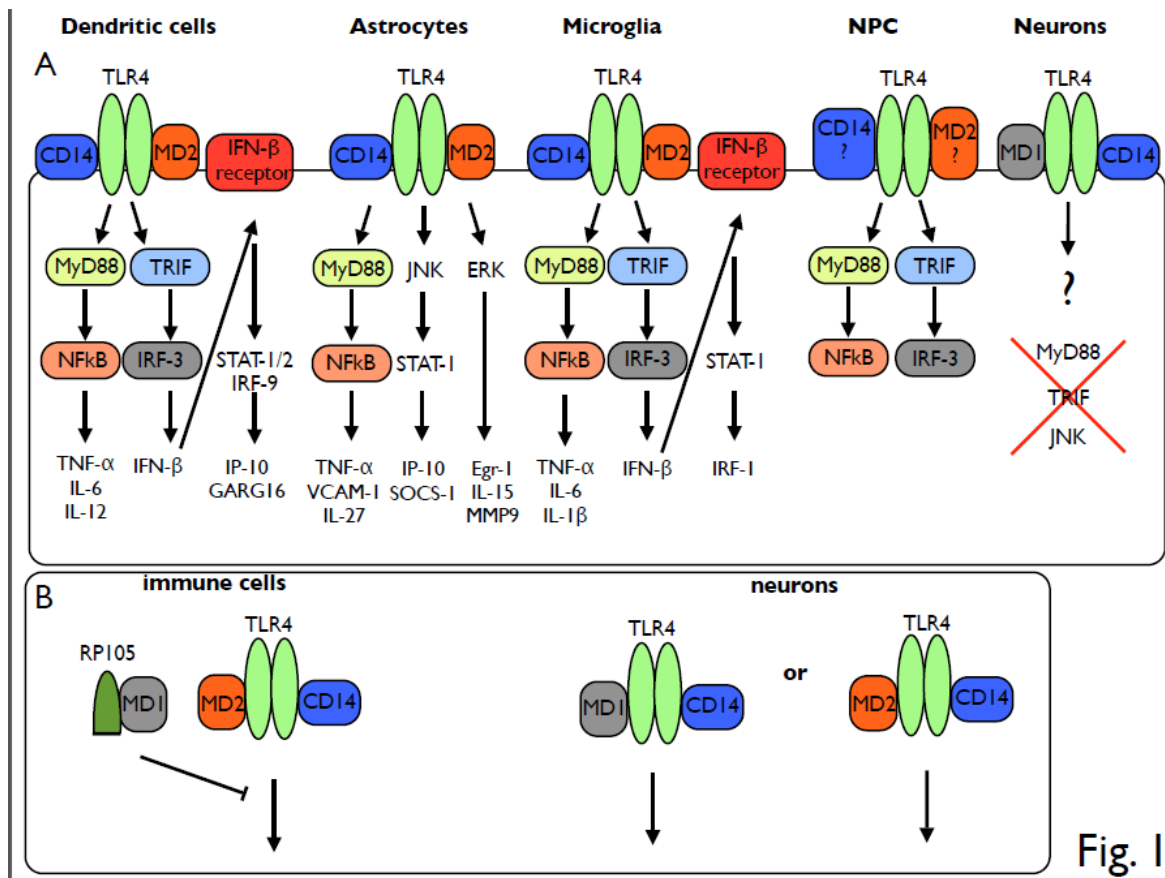 Dendritic cells
Astrocytes
Microglia
NPC
Neurons
A
TLR4
TLR4
TLR4
TLR4
TLR4
CD14
MD2
IFN-β
receptor
CD14
MD2
CD14
MD2
IFN-β
receptor
CD14
?
MD2
?
MD1
CD14
MyD88
TRIF
MyD88
JNK
ERK
MyD88
TRIF
MyD88
TRIF
?
NFkB
IRF-3
STAT-1/2
IRF-9
NFkB
STAT-1
NFkB
IRF-3
STAT-1
NFkB
IRF-3
MyD88
TRIF
JNK
TNF-α
IL-6
IL-12
IFN-β
IP-10
GARG16
TNF-α
VCAM-1
IL-27
IP-10
SOCS-1
Egr-1
IL-15
MMP9
TNF-α
IL-6
IL-1β
IFN-β
IRF-1
B
immune cells
neurons
RP105
MD1
TLR4
MD2
CD14
TLR4
MD1
CD14
or
TLR4
MD2
CD14
Fig. 1